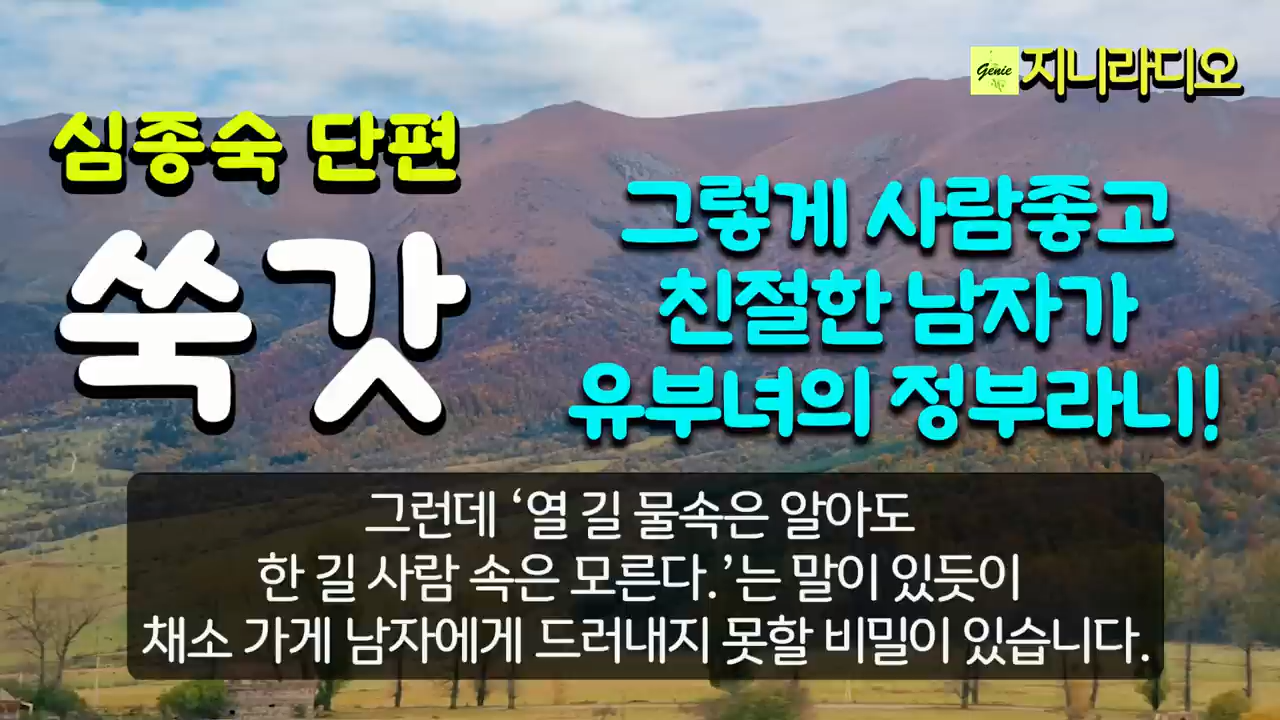 Genie 지니라디오
심종숙 단편
쑥갓
그렇게 사람좋고
친절한 남자가
유부녀의 정부라니!
그런데 ‘열 길 물속은 알아도
한 길 사람 속은 모른다.’는 말이 있듯이
채소 가게 남자에게 드러내지 못할 비밀이 있습니다.